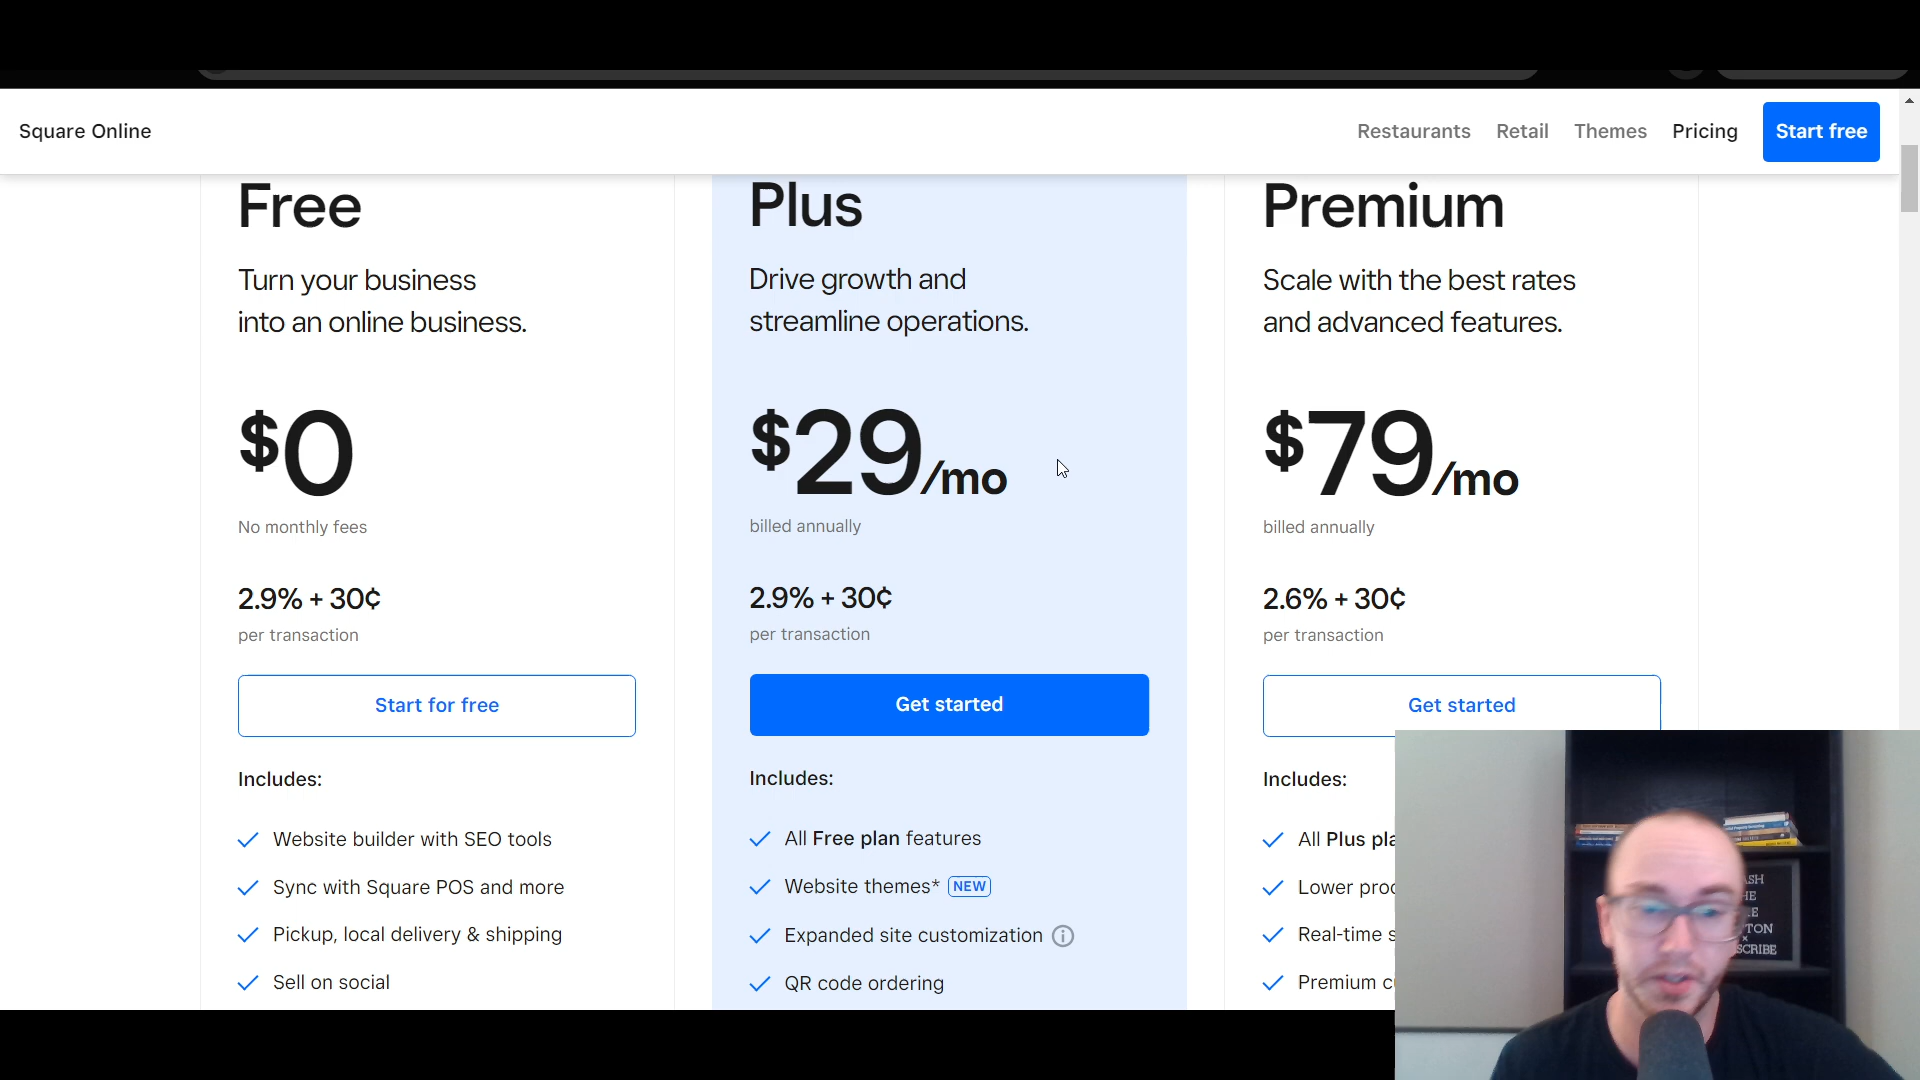 Square Online
Restaurants Retail Themes Pricing Start free
Free
Turn your business
into an online business.
$0
No monthly fees
2.9% + 30¢
per transaction
Start for free
Includes:
Website builder with SEO tools
Sync with Square POS and more
Pickup, local delivery & shipping
Sell on social
Plus
Drive growth and
streamline operations.
$29/mo
billed annually
2.9% + 30¢
per transaction
Get started
Includes:
All Free plan features
Website themes* NEW
Expanded site customization
QR code ordering
Premium
Scale with the best rates
and advanced features.
$79/mo
billed annually
2.6% + 30¢
per transaction
Get started
Includes:
All Plus
Lower
Real-time
Premium